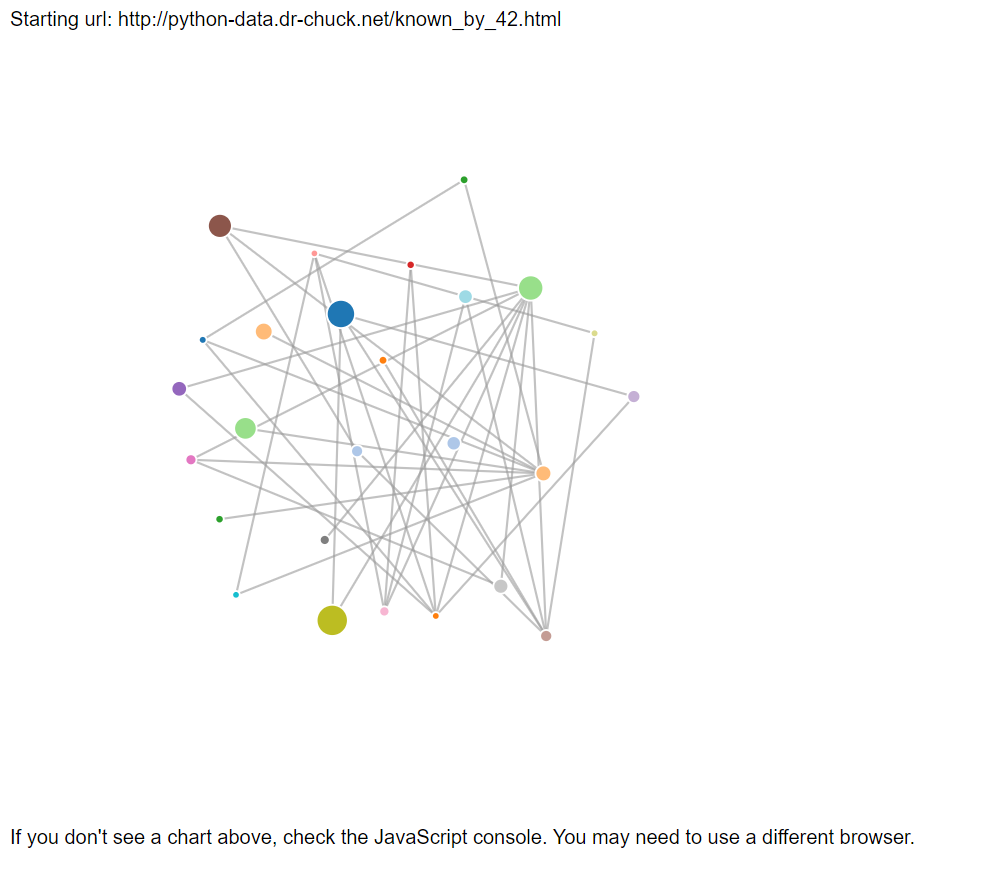 Starting url: http://python-data.dr-chuck.net/known_by_42.html
If you don't see a chart above, check the JavaScript console. You may need to use a different browser.